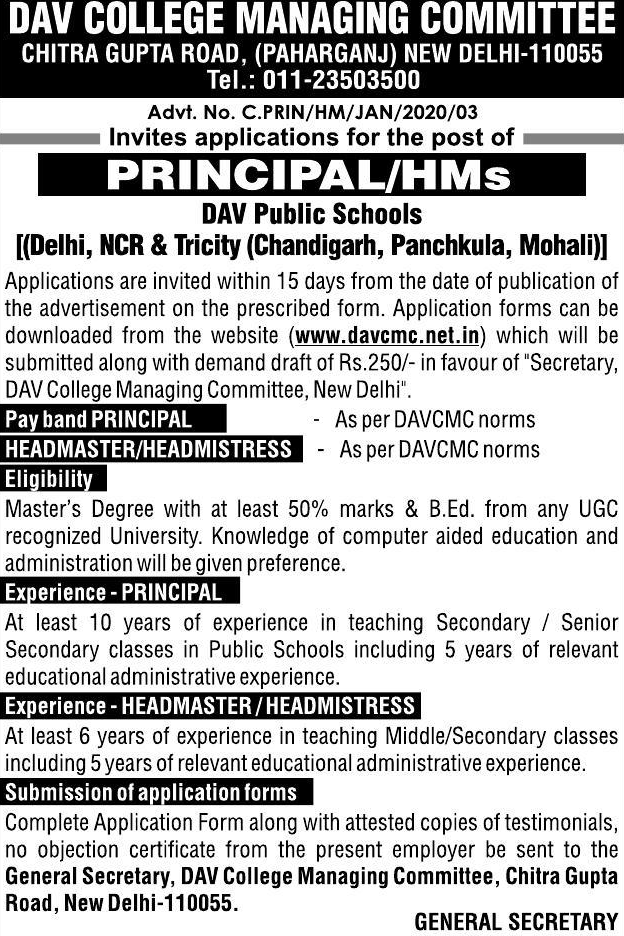 DAV COLLEGE MANAGING COMMITTEE
CHITRA GUPTA ROAD, (PAHARGANJ) NEW DELHI-110055
Tel.: 011-23503500
Advt. No. C.PRIN/HM/JAN/2020/03
Invites applications for the post of
PRINCIPAL/HMs
DAV Public Schools
[(Delhi, NCR & Tricity (Chandigarh, Panchkula, Mohali)]
Applications are invited within 15 days from the date of publication of
the advertisement on the prescribed form. Application forms can be
downloaded from the website (www.davcmc.net.in) which will be
submitted along with demand draft of Rs.250/- in favour of "Secretary,
DAV College Managing Committee, New Delhi".
Pay band PRINCIPAL - As per DAVCMC norms
HEADMASTER/HEADMISTRESS - As per DAVCMC norms
Eligibility
Master's Degree with at least 50% marks & B.Ed. from any UGC
recognized University. Knowledge of computer aided education and
administration will be given preference.
Experience - PRINCIPAL
At least 10 years of experience in teaching Secondary / Senior
Secondary classes in Public Schools including 5 years of relevant
educational administrative experience.
Experience - HEADMASTER / HEADMISTRESS
At least 6 years of experience in teaching Middle/Secondary classes
including 5 years of relevant educational administrative experience.
Submission of application forms
Complete Application Form along with attested copies of testimonials,
no objection certificate from the present employer be sent to the
General Secretary, DAV College Managing Committee, Chitra Gupta
Road, New Delhi-110055.
GENERAL SECRETARY